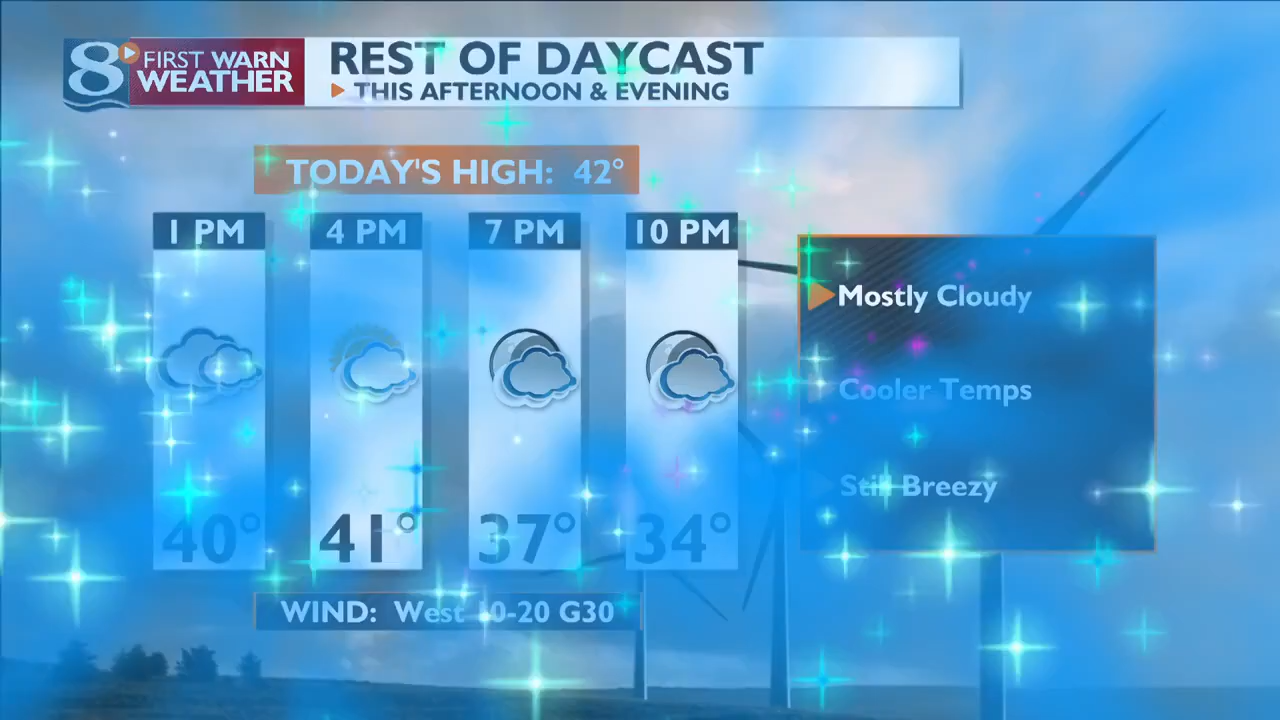 8 FIRST WARN
WEATHER
REST OF DAYCAST
THIS AFTERNOON & EVENING
TODAY'S HIGH: 42°
1 PM 4 PM 7 PM 10 PM
40° 41° 37° 34°
Mostly Cloudy
Cooler Temps
Still Breezy
WIND: West 10-20 G30